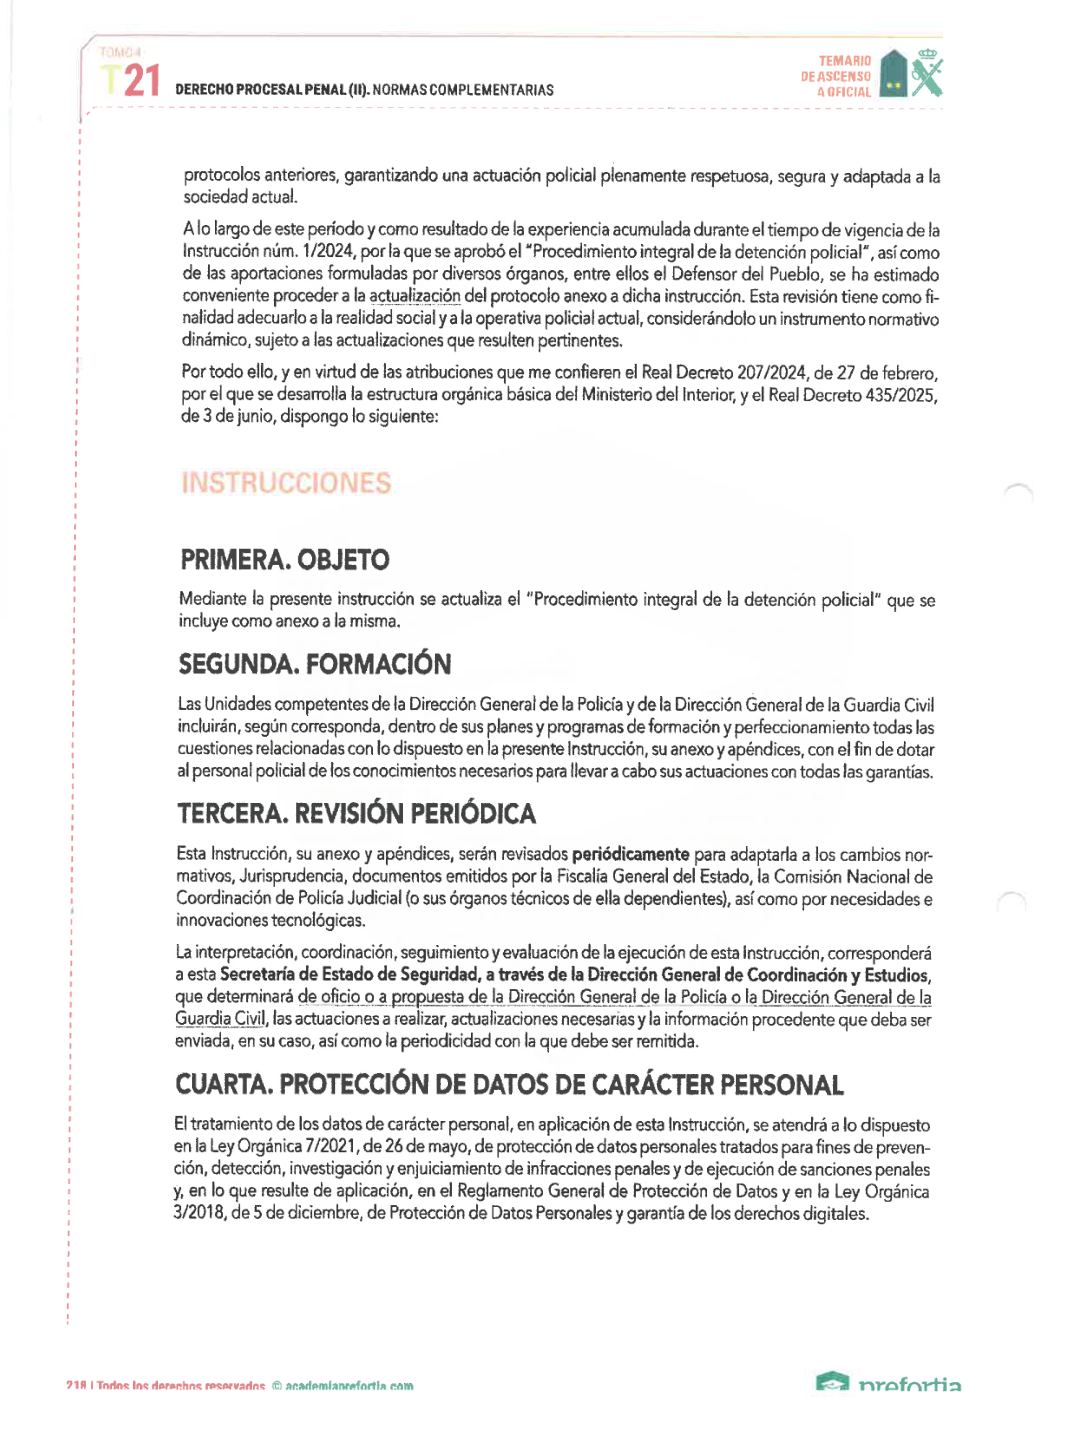 TOMO 4
T21 DERECHO PROCESAL PENAL (II). NORMAS COMPLEMENTARIAS
TEMARIO
DE ASCENSO
A OFICIAL
protocolos anteriores, garantizando una actuación policial plenamente respetuosa, segura y adaptada a la
sociedad actual.
A lo largo de este período y como resultado de la experiencia acumulada durante el tiempo de vigencia de la
Instrucción núm. 1/2024, por la que se aprobó el "Procedimiento integral de la detención policial", así como
de las aportaciones formuladas por diversos órganos, entre ellos el Defensor del Pueblo, se ha estimado
conveniente proceder a la actualización del protocolo anexo a dicha instrucción. Esta revisión tiene como fi-
nalidad adecuarlo a la realidad social y a la operativa policial actual, considerándolo un instrumento normativo
dinámico, sujeto a las actualizaciones que resulten pertinentes.
Por todo ello, y en virtud de las atribuciones que me confieren el Real Decreto 207/2024, de 27 de febrero,
por el que se desarrolla la estructura orgánica básica del Ministerio del Interior, y el Real Decreto 435/2025,
de 3 de junio, dispongo lo siguiente:
INSTRUCCIONES
PRIMERA. OBJETO
Mediante la presente instrucción se actualiza el "Procedimiento integral de la detención policial" que se
incluye como anexo a la misma.
SEGUNDA. FORMACIÓN
Las Unidades competentes de la Dirección General de la Policía y de la Dirección General de la Guardia Civil
incluirán, según corresponda, dentro de sus planes y programas de formación y perfeccionamiento todas las
cuestiones relacionadas con lo dispuesto en la presente Instrucción, su anexo y apéndices, con el fin de dotar
al personal policial de los conocimientos necesarios para llevar a cabo sus actuaciones con todas las garantías.
TERCERA. REVISIÓN PERIÓDICA
Esta Instrucción, su anexo y apéndices, serán revisados periódicamente para adaptarla a los cambios nor-
mativos, Jurisprudencia, documentos emitidos por la Fiscalía General del Estado, la Comisión Nacional de
Coordinación de Policía Judicial (o sus órganos técnicos de ella dependientes), así como por necesidades e
innovaciones tecnológicas.
La interpretación, coordinación, seguimiento y evaluación de la ejecución de esta Instrucción, corresponderá
a esta Secretaría de Estado de Seguridad, a través de la Dirección General de Coordinación y Estudios,
que determinará de oficio o a propuesta de la Dirección General de la Policía o la Dirección General de la
Guardia Civil, las actuaciones a realizar, actualizaciones necesarias y la información procedente que deba ser
enviada, en su caso, así como la periodicidad con la que debe ser remitida.
CUARTA. PROTECCIÓN DE DATOS DE CARÁCTER PERSONAL
El tratamiento de los datos de carácter personal, en aplicación de esta Instrucción, se atendrá a lo dispuesto
en la Ley Orgánica 7/2021, de 26 de mayo, de protección de datos personales tratados para fines de preven-
ción, detección, investigación y enjuiciamiento de infracciones penales y de ejecución de sanciones penales
y, en lo que resulte de aplicación, en el Reglamento General de Protección de Datos y en la Ley Orgánica
3/2018, de 5 de diciembre, de Protección de Datos Personales y garantía de los derechos digitales.
218 | Todos los derechos reservados © academiaprefortia.com
prefortia